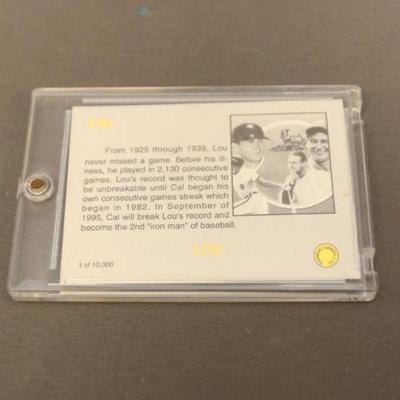 From 1925 through 1939, Lou
never missed a game. Before his ill-
ness, he played in 2,130 consecutive
games. Lou's record was thought to
be unbreakable until Cal began his
own consecutive games streak which
began in 1982. In September of
1995, Cal will break Lou's record and
become the 2nd "iron man" of baseball.
1 of 10,000